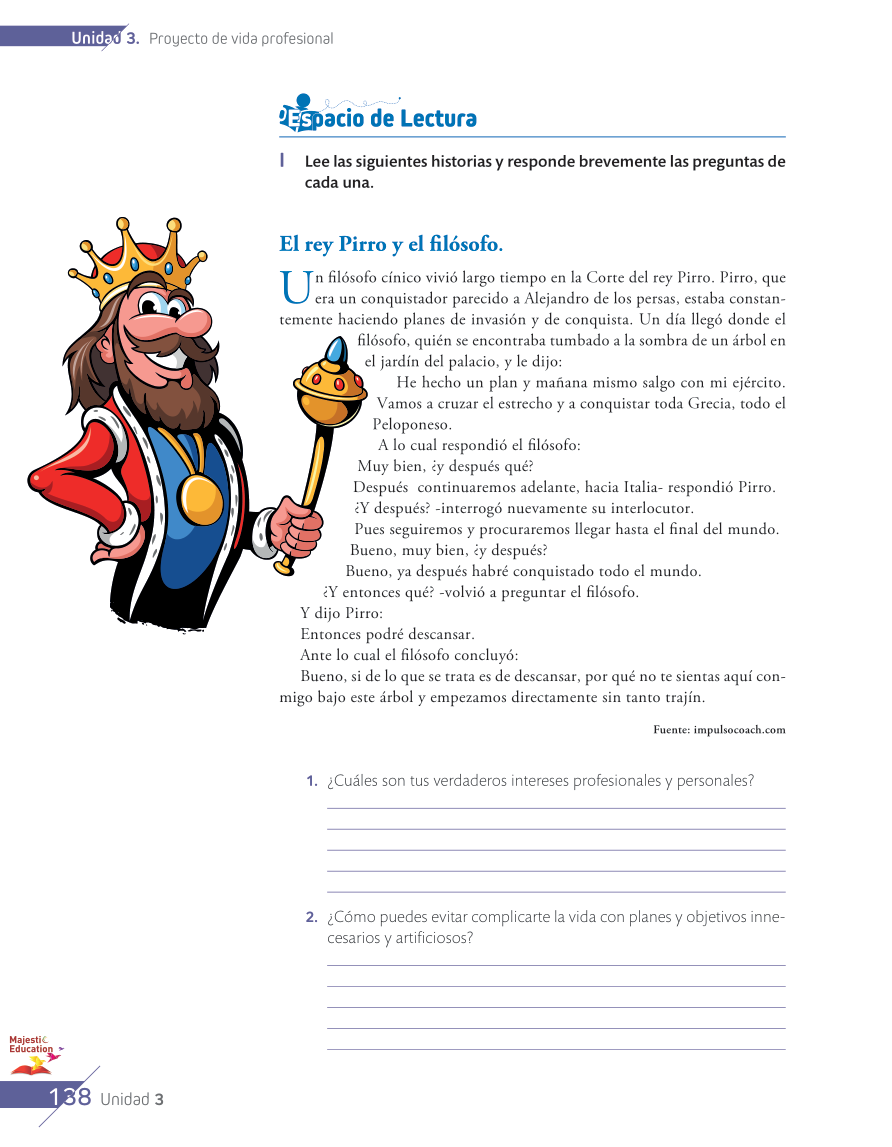 Unidad 3. Proyecto de vida profesional
Espacio de Lectura
I Lee las siguientes historias y responde brevemente las preguntas de
cada una.
El rey Pirro y el filósofo.
Un filósofo cínico vivió largo tiempo en la Corte del rey Pirro. Pirro, que
era un conquistador parecido a Alejandro de los persas, estaba constan-
temente haciendo planes de invasión y de conquista. Un día llegó donde el
filósofo, quién se encontraba tumbado a la sombra de un árbol en
el jardín del palacio, y le dijo:
He hecho un plan y mañana mismo salgo con mi ejército.
Vamos a cruzar el estrecho y a conquistar toda Grecia, todo el
Peloponeso.
A lo cual respondió el filósofo:
Muy bien, ¿y después qué?
Después continuaremos adelante, hacia Italia- respondió Pirro.
¿Y después? -interrogó nuevamente su interlocutor.
Pues seguiremos y procuraremos llegar hasta el final del mundo.
Bueno, muy bien, ¿y después?
Bueno, ya después habré conquistado todo el mundo.
¿Y entonces qué? -volvió a preguntar el filósofo.
Y dijo Pirro:
Entonces podré descansar.
Ante lo cual el filósofo concluyó:
Bueno, si de lo que se trata es de descansar, por qué no te sientas aquí con-
migo bajo este árbol y empezamos directamente sin tanto trajín.
Fuente: impulsocoach.com
1. ¿Cuáles son tus verdaderos intereses profesionales y personales?
2. ¿Cómo puedes evitar complicarte la vida con planes y objetivos inne-
cesarios y artificiosos?
Majestic
Education
138 Unidad 3